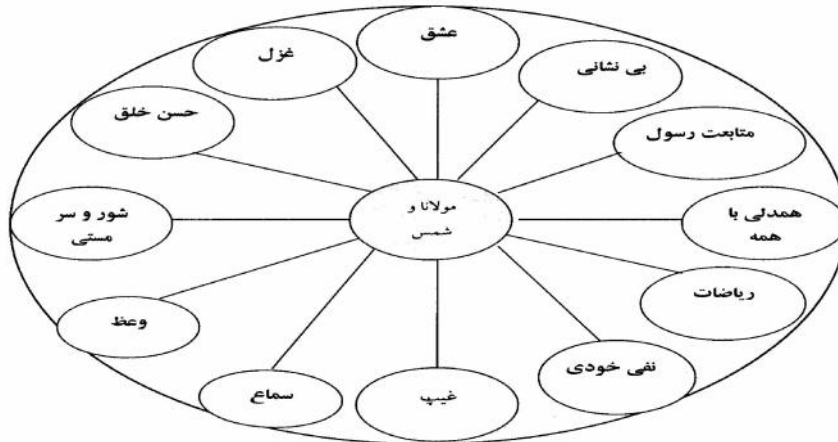 عشق
غزل
بی نشانی
حسن خلق
متابعت رسول
مولانا و
شمس
شور و سر
مستی
همدلی با
همه
ریاضات
وعظ
نفی خودی
سماع
غیب